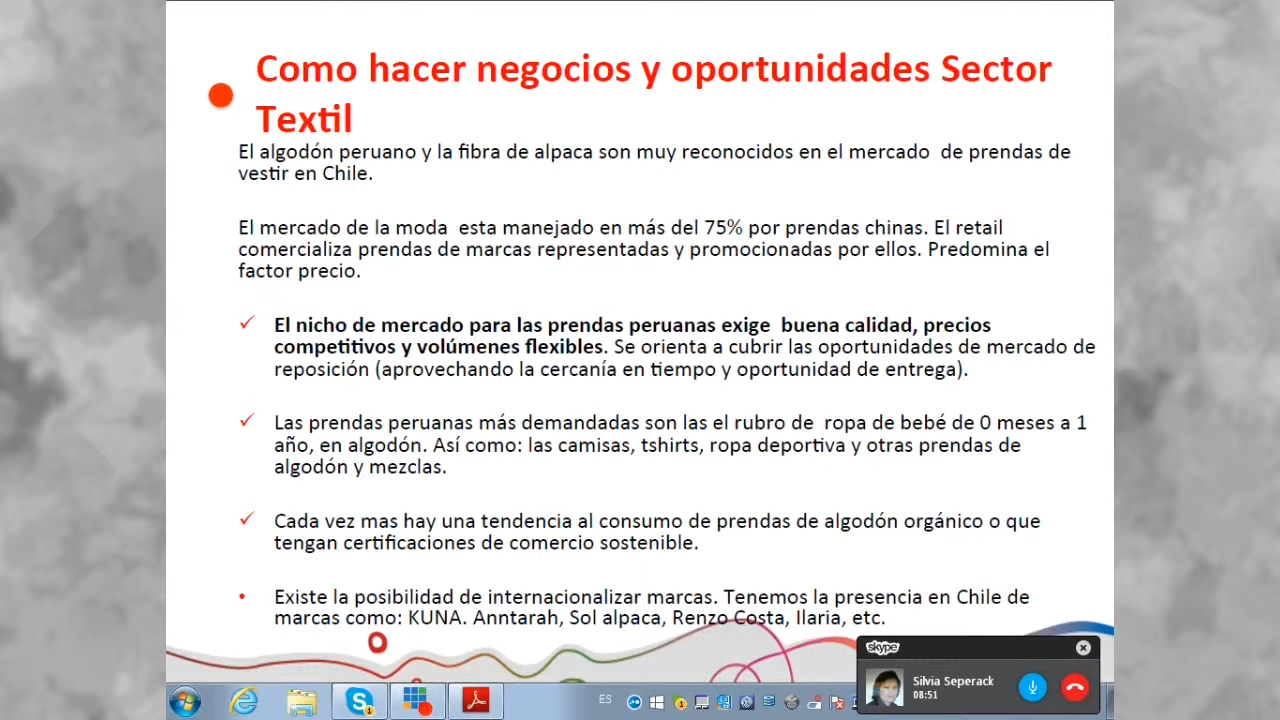 Como hacer negocios y oportunidades Sector
Textil
El algodón peruano y la fibra de alpaca son muy reconocidos en el mercado de prendas de
vestir en Chile.
El mercado de la moda esta manejado en más del 75% por prendas chinas. El retail
comercializa prendas de marcas representadas y promocionadas por ellos. Predomina el
factor precio.
El nicho de mercado para las prendas peruanas exige buena calidad, precios
competitivos y volúmenes flexibles. Se orienta a cubrir las oportunidades de mercado de
reposición (aprovechando la cercanía en tiempo y oportunidad de entrega).
Las prendas peruanas más demandadas son las el rubro de ropa de bebé de 0 meses a 1
año, en algodón. Así como: las camisas, tshirts, ropa deportiva y otras prendas de
algodón y mezclas.
Cada vez mas hay una tendencia al consumo de prendas de algodón orgánico o que
tengan certificaciones de comercio sostenible.
Existe la posibilidad de internacionalizar marcas. Tenemos la presencia en Chile de
marcas como: KUNA. Anntarah, Sol alpaca, Renzo Costa, Ilaria, etc.
skype
Silvia Seperack
08:51
ES